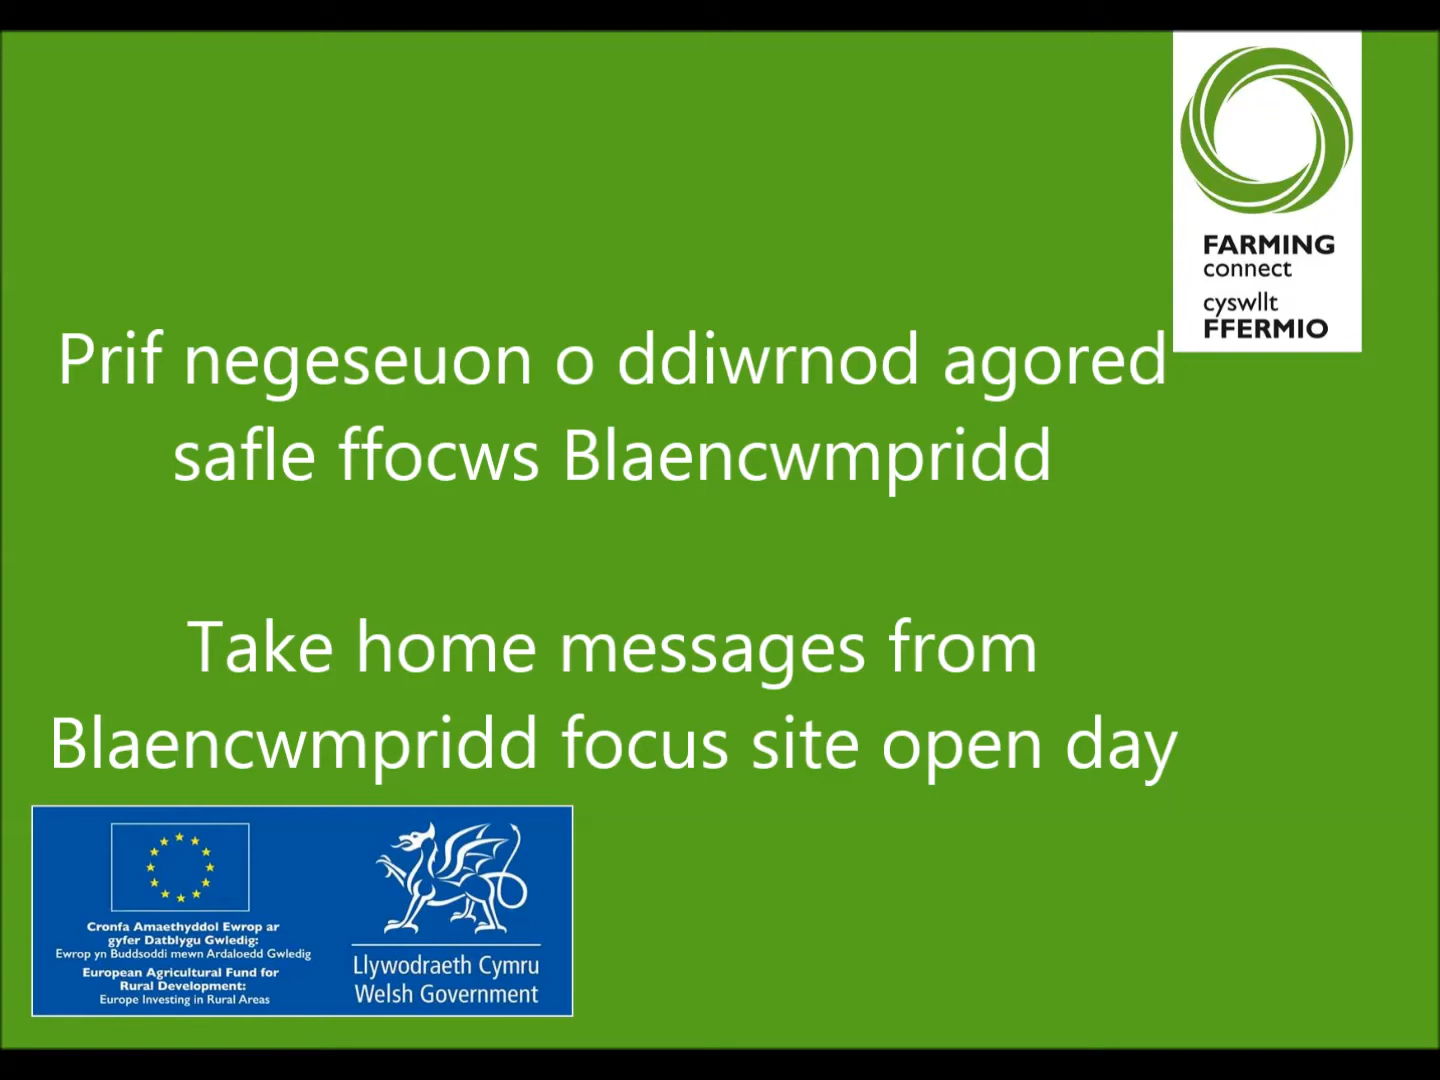 FARMING
connect
cyswllt
FFERMIO
Prif negeseuon o ddiwrnod agored
safle ffocws Blaencwmpridd
Take home messages from
Blaencwmpridd focus site open day
Cronfa Amaethyddol Ewrop ar
gyfer Datblygu Gwledig:
Ewrop yn Buddsoddi mewn Ardaloedd Gwledig
European Agricultural Fund for
Rural Development:
Europe Investing in Rural Areas
Llywodraeth Cymru
Welsh Government